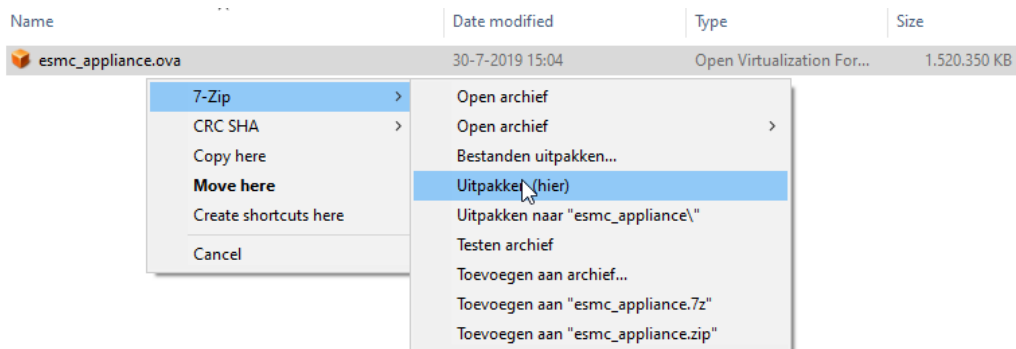 Name Date modified Type Size
esmc_appliance.ova 30-7-2019 15:04 Open Virtualization For... 1.520.350 KB
7-Zip
CRC SHA
Copy here
Move here
Create shortcuts here
Cancel
Open archief
Open archief
Bestanden uitpakken...
Uitpakken (hier)
Uitpakken naar "esmc_appliance\"
Testen archief
Toevoegen aan archief...
Toevoegen aan "esmc_appliance.7z"
Toevoegen aan "esmc_appliance.zip"